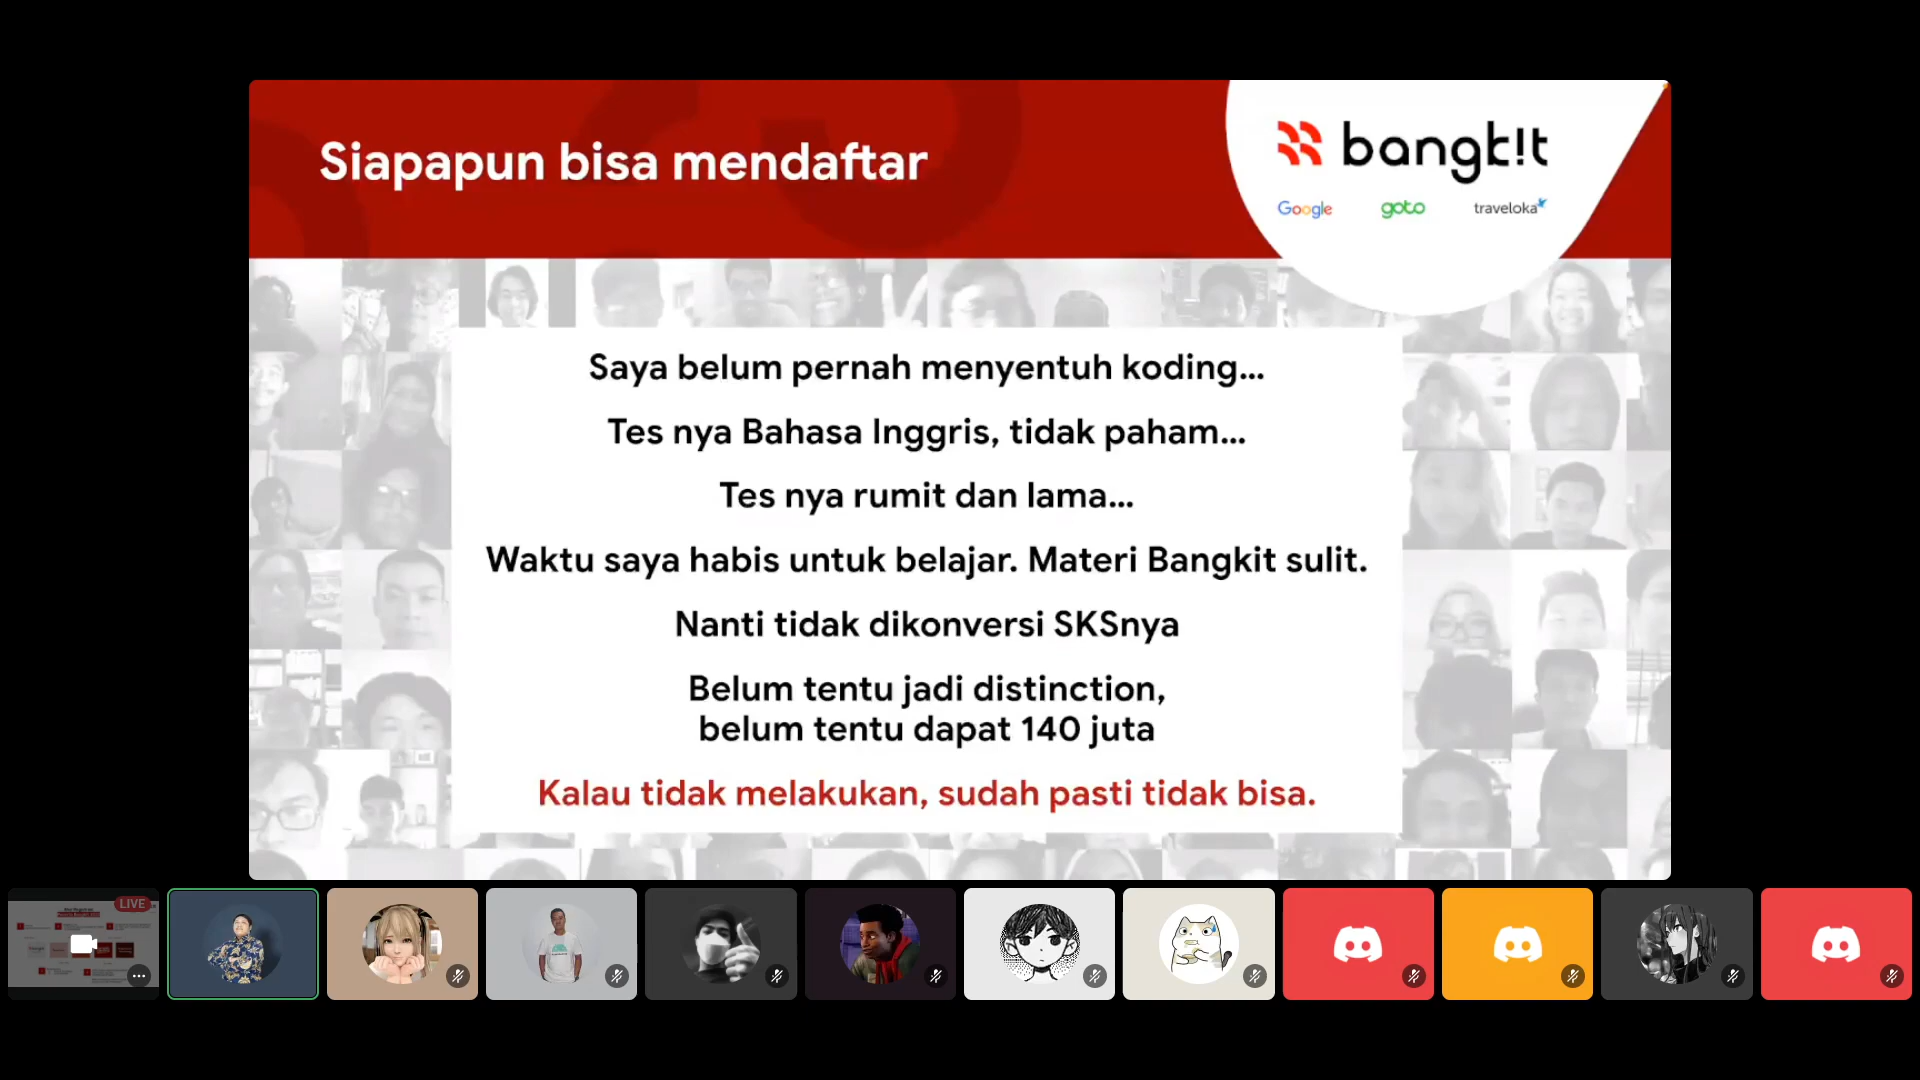 Siapapun bisa mendaftar
bangk!t
Google
goto
traveloka
Saya belum pernah menyentuh koding...
Tes nya Bahasa Inggris, tidak paham...
Tes nya rumit dan lama...
Waktu saya habis untuk belajar. Materi Bangkit sulit.
Nanti tidak dikonversi SKSnya
Belum tentu jadi distinction,
belum tentu dapat 140 juta
Kalau tidak melakukan, sudah pasti tidak bisa.
LIVE